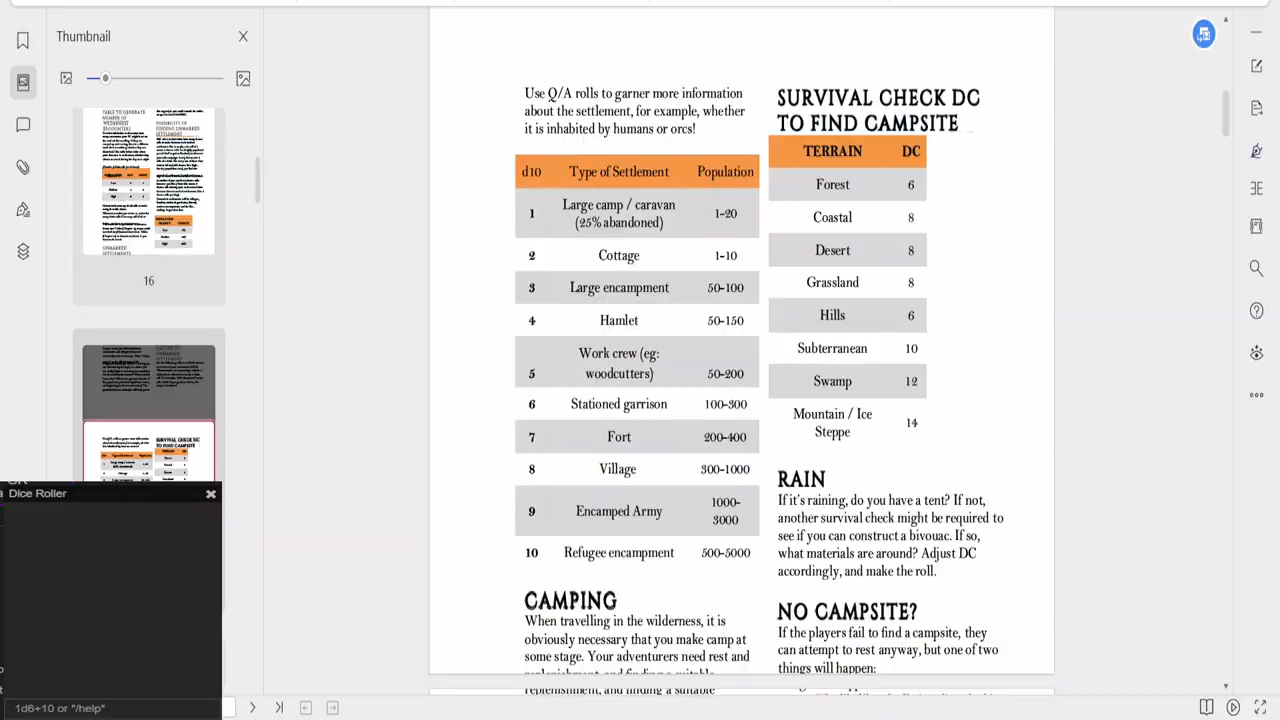 Thumbnail
16
Dice Roller
1d6+10 or "/help"
Use Q/A rolls to garner more information
about the settlement, for example, whether
it is inhabited by humans or orcs!
d10 Type of Settlement Population
1 Large camp / caravan (25% abandoned) 1-20
2 Cottage 1-10
3 Large encampment 50-100
4 Hamlet 50-150
5 Work crew (eg: woodcutters) 50-200
6 Stationed garrison 100-300
7 Fort 200-400
8 Village 300-1000
9 Encamped Army 1000-3000
10 Refugee encampment 500-5000
CAMPING
When travelling in the wilderness, it is
obviously necessary that you make camp at
some stage. Your adventurers need rest and
replenishment, and finding a suitable
replenishment, and finding a suitable
SURVIVAL CHECK DC
TO FIND CAMPSITE
TERRAIN DC
Forest 6
Coastal 8
Desert 8
Grassland 8
Hills 6
Subterranean 10
Swamp 12
Mountain / Ice Steppe 14
RAIN
If it's raining, do you have a tent? If not,
another survival check might be required to
see if you can construct a bivouac. If so,
what materials are around? Adjust DC
accordingly, and make the roll.
NO CAMPSITE?
If the players fail to find a campsite, they
can attempt to rest anyway, but one of two
things will happen: